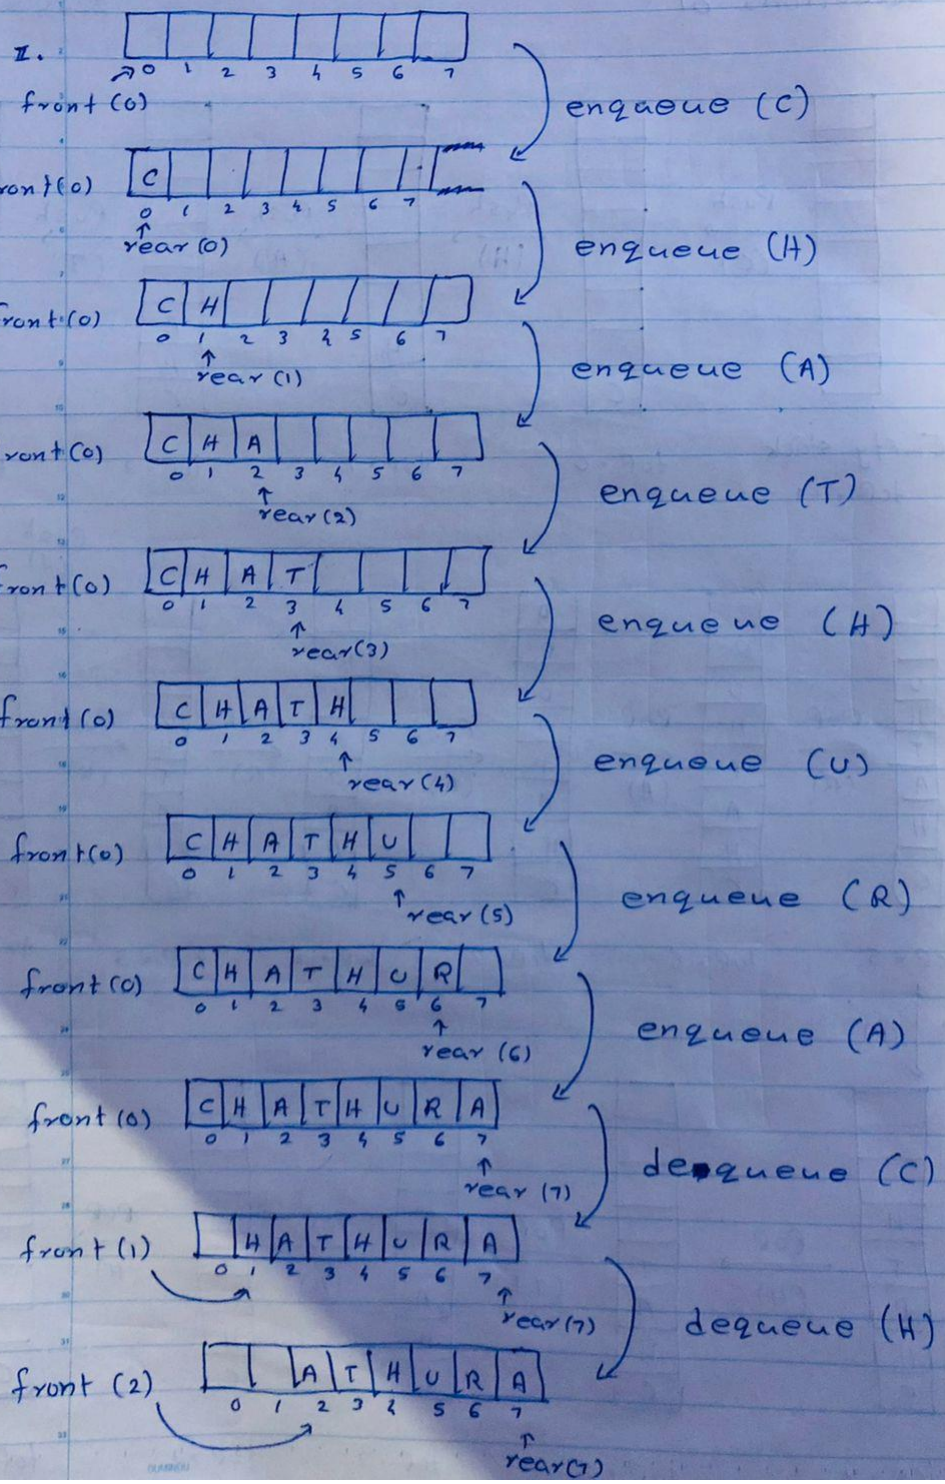 I.
0 1 2 3 4 5 6 7
front (0)
enqueue (C)
ront (0) C
0 1 2 3 4 5 6 7
rear (0)
enqueue (H)
ront (0) C H
0 1 2 3 4 5 6 7
rear (1)
enqueue (A)
ront (0) C H A
0 1 2 3 4 5 6 7
rear (2)
enqueue (T)
front (0) C H A T
0 1 2 3 4 5 6 7
rear (3)
enqueue (H)
front (0) C H A T H
0 1 2 3 4 5 6 7
rear (4)
enqueue (U)
front (0) C H A T H U
0 1 2 3 4 5 6 7
rear (5)
enqueue (R)
front (0) C H A T H U R
0 1 2 3 4 5 6 7
rear (6)
enqueue (A)
front (0) C H A T H U R A
0 1 2 3 4 5 6 7
rear (7)
dequeue (C)
front (1) H A T H U R A
0 1 2 3 4 5 6 7
rear (7)
dequeue (H)
front (2) A T H U R A
0 1 2 3 4 5 6 7
rear (7)